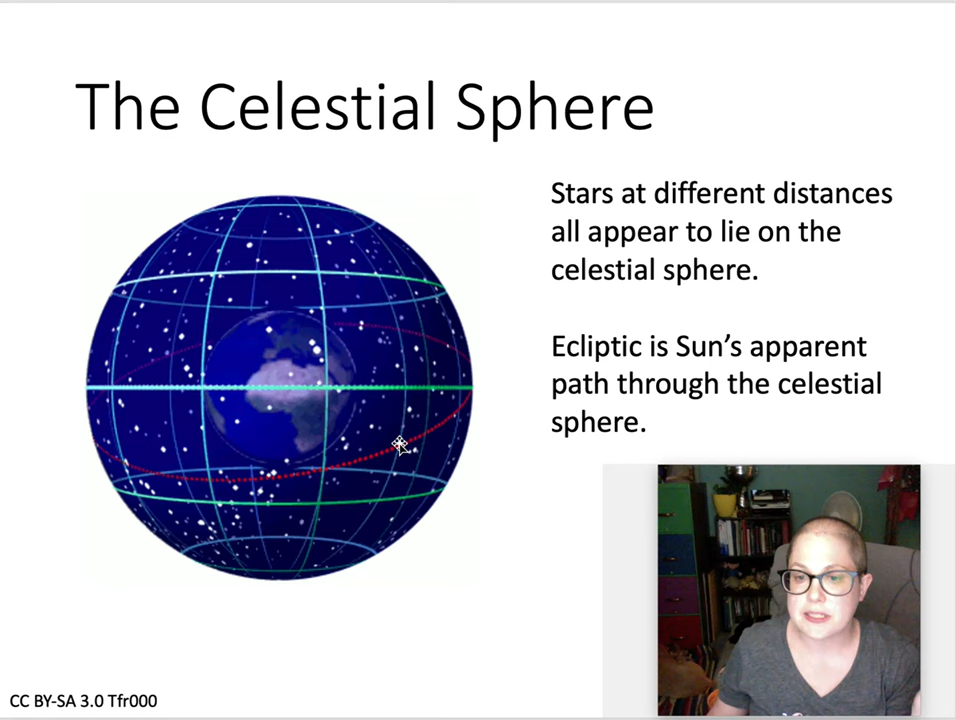 The Celestial Sphere
Stars at different distances
all appear to lie on the
celestial sphere.
Ecliptic is Sun’s apparent
path through the celestial
sphere.
CC BY-SA 3.0 Tfr000